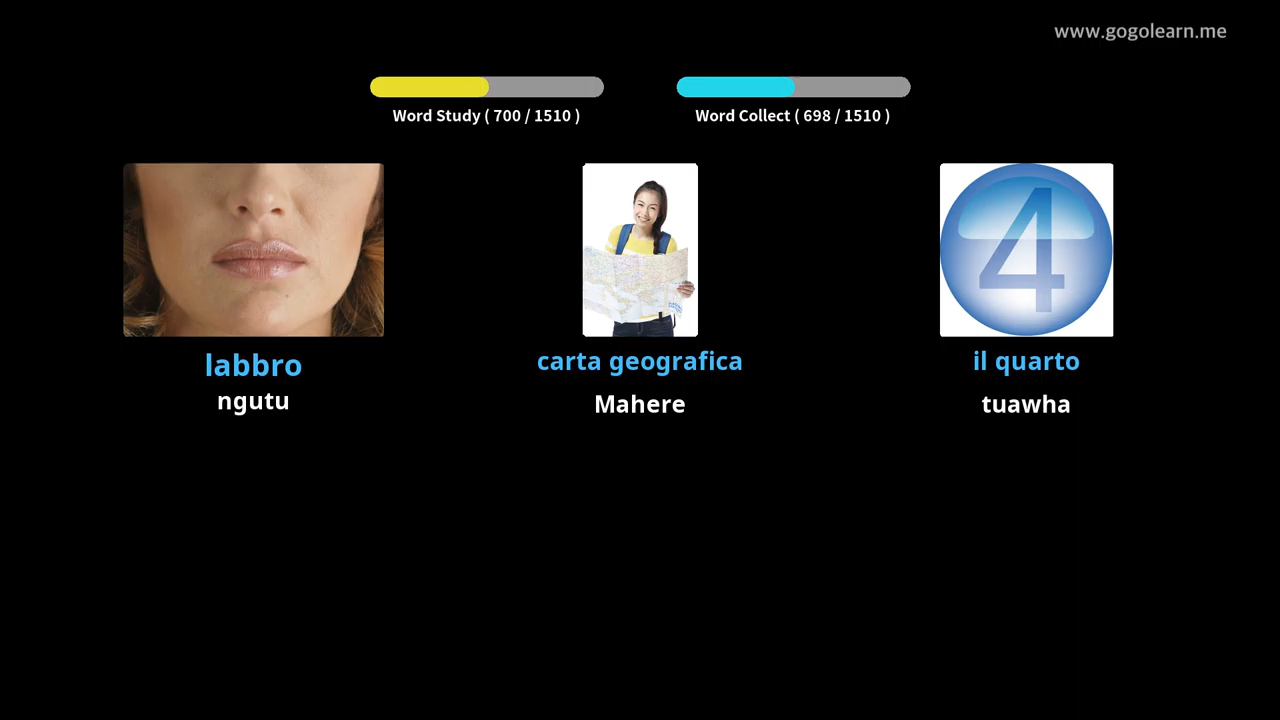 www.gogolearn.me
Word Study ( 700 / 1510 )
Word Collect ( 698 / 1510 )
4
labbro
ngutu
carta geografica
Mahere
il quarto
tuawha